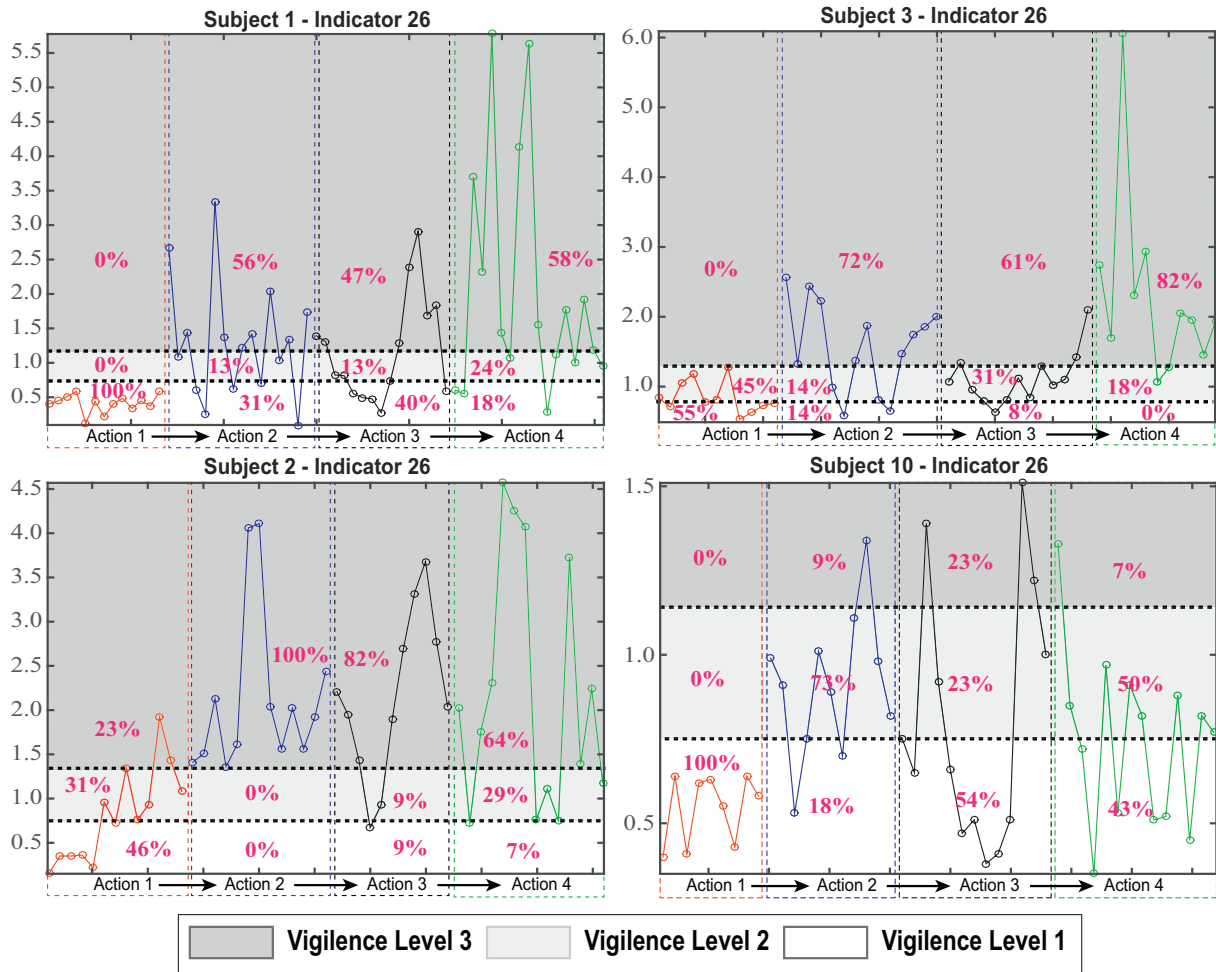 Subject 1 - Indicator 26
5.5
5.0
4.5
4.0
3.5
3.0
2.5
2.0
1.5
1.0
0.5
0% 56% 47% 58%
0% 13% 13% 24%
100% 31% 40% 18%
Action 1 Action 2 Action 3 Action 4
Subject 3 - Indicator 26
6.0
5.0
4.0
3.0
2.0
1.0
0% 72% 61% 82%
45% 14% 31% 18%
55% 14% 8% 0%
Action 1 Action 2 Action 3 Action 4
Subject 2 - Indicator 26
4.5
4.0
3.5
3.0
2.5
2.0
1.5
1.0
0.5
23% 100% 82% 64%
31% 0% 9% 29%
46% 0% 9% 7%
Action 1 Action 2 Action 3 Action 4
Subject 10 - Indicator 26
1.5
1.0
0.5
0% 9% 23% 7%
0% 73% 23% 50%
100% 18% 54% 43%
Action 1 Action 2 Action 3 Action 4
Vigilence Level 3 Vigilence Level 2 Vigilence Level 1